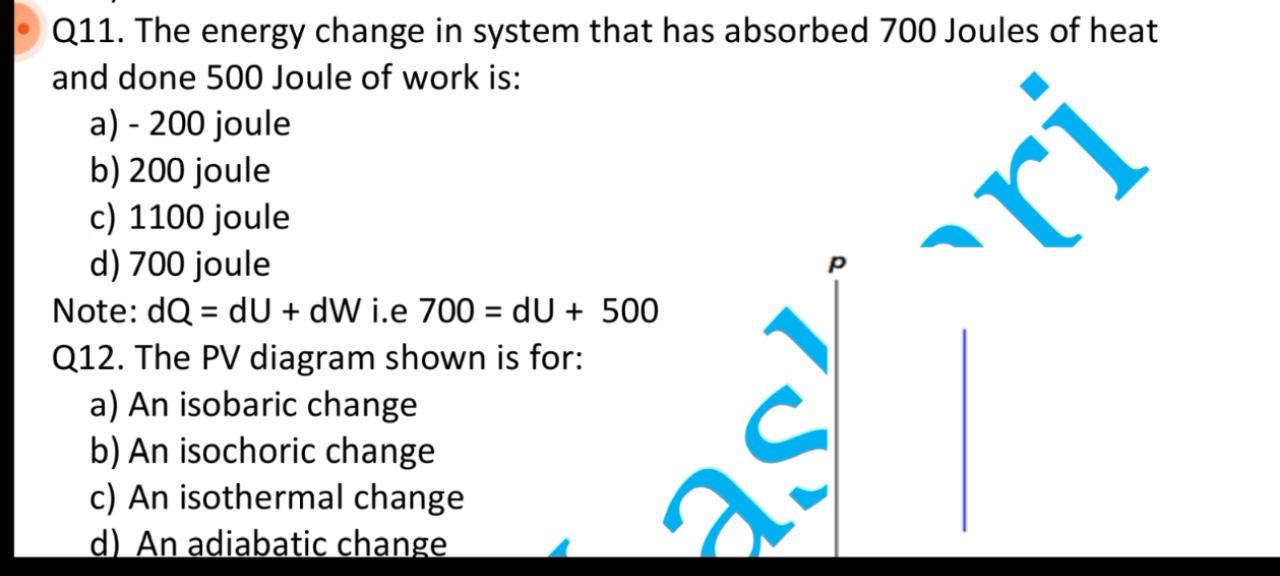 Q11. The energy change in system that has absorbed 700 Joules of heat
and done 500 Joule of work is:
a) - 200 joule
b) 200 joule
c) 1100 joule
d) 700 joule
Note: dQ = dU + dW i.e 700 = dU + 500
Q12. The PV diagram shown is for:
P
a) An isobaric change
b) An isochoric change
c) An isothermal change
d) An adiabatic change